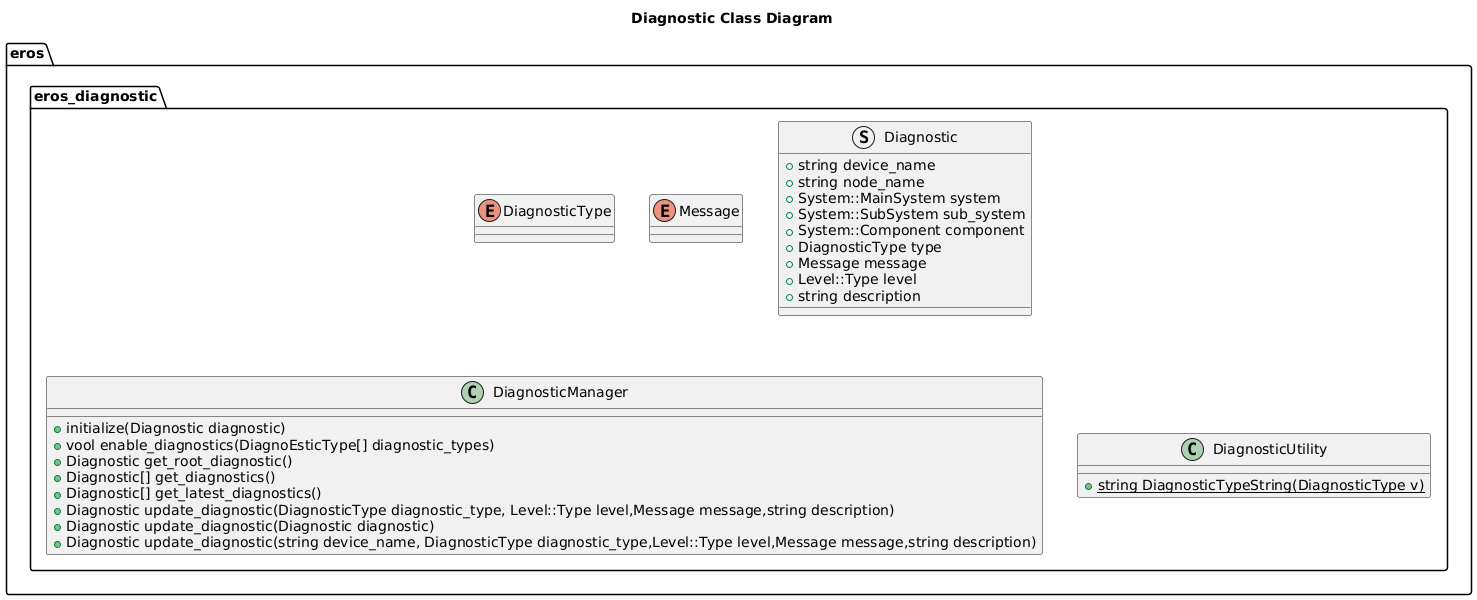 Diagnostic Class Diagram
eros
eros_diagnostic
E DiagnosticType
E Message
S Diagnostic
string device_name
string node_name
System::MainSystem system
System::SubSystem sub_system
System::Component component
DiagnosticType type
Message message
Level::Type level
string description
C DiagnosticManager
initialize(Diagnostic diagnostic)
vool enable_diagnostics(DiagnoEsticType[] diagnostic_types)
Diagnostic get_root_diagnostic()
Diagnostic[] get_diagnostics()
Diagnostic[] get_latest_diagnostics()
Diagnostic update_diagnostic(DiagnosticType diagnostic_type, Level::Type level,Message message,string description)
Diagnostic update_diagnostic(Diagnostic diagnostic)
Diagnostic update_diagnostic(string device_name, DiagnosticType diagnostic_type,Level::Type level,Message message,string description)
C DiagnosticUtility
string DiagnosticTypeString(DiagnosticType v)